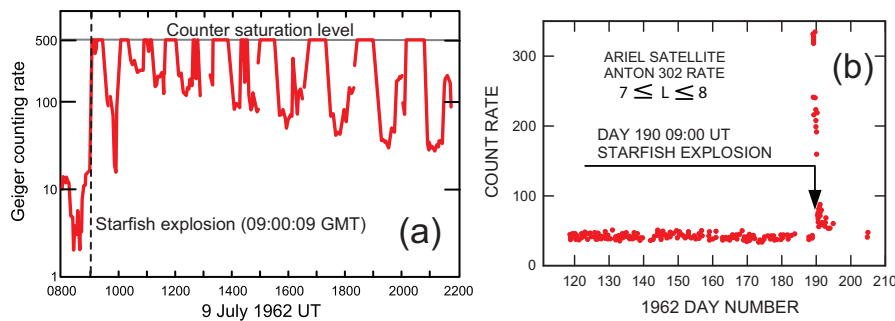 Counter saturation level
500
100
10
1
Geiger counting rate
Starfish explosion (09:00:09 GMT)
(a)
0800 1000 1200 1400 1600 1800 2000 2200
9 July 1962 UT
(b)
ARIEL SATELLITE
ANTON 302 RATE
7 ≤ L ≤ 8
DAY 190 09:00 UT
STARFISH EXPLOSION
COUNT RATE
300
200
100
0
120 130 140 150 160 170 180 190 200 210
1962 DAY NUMBER